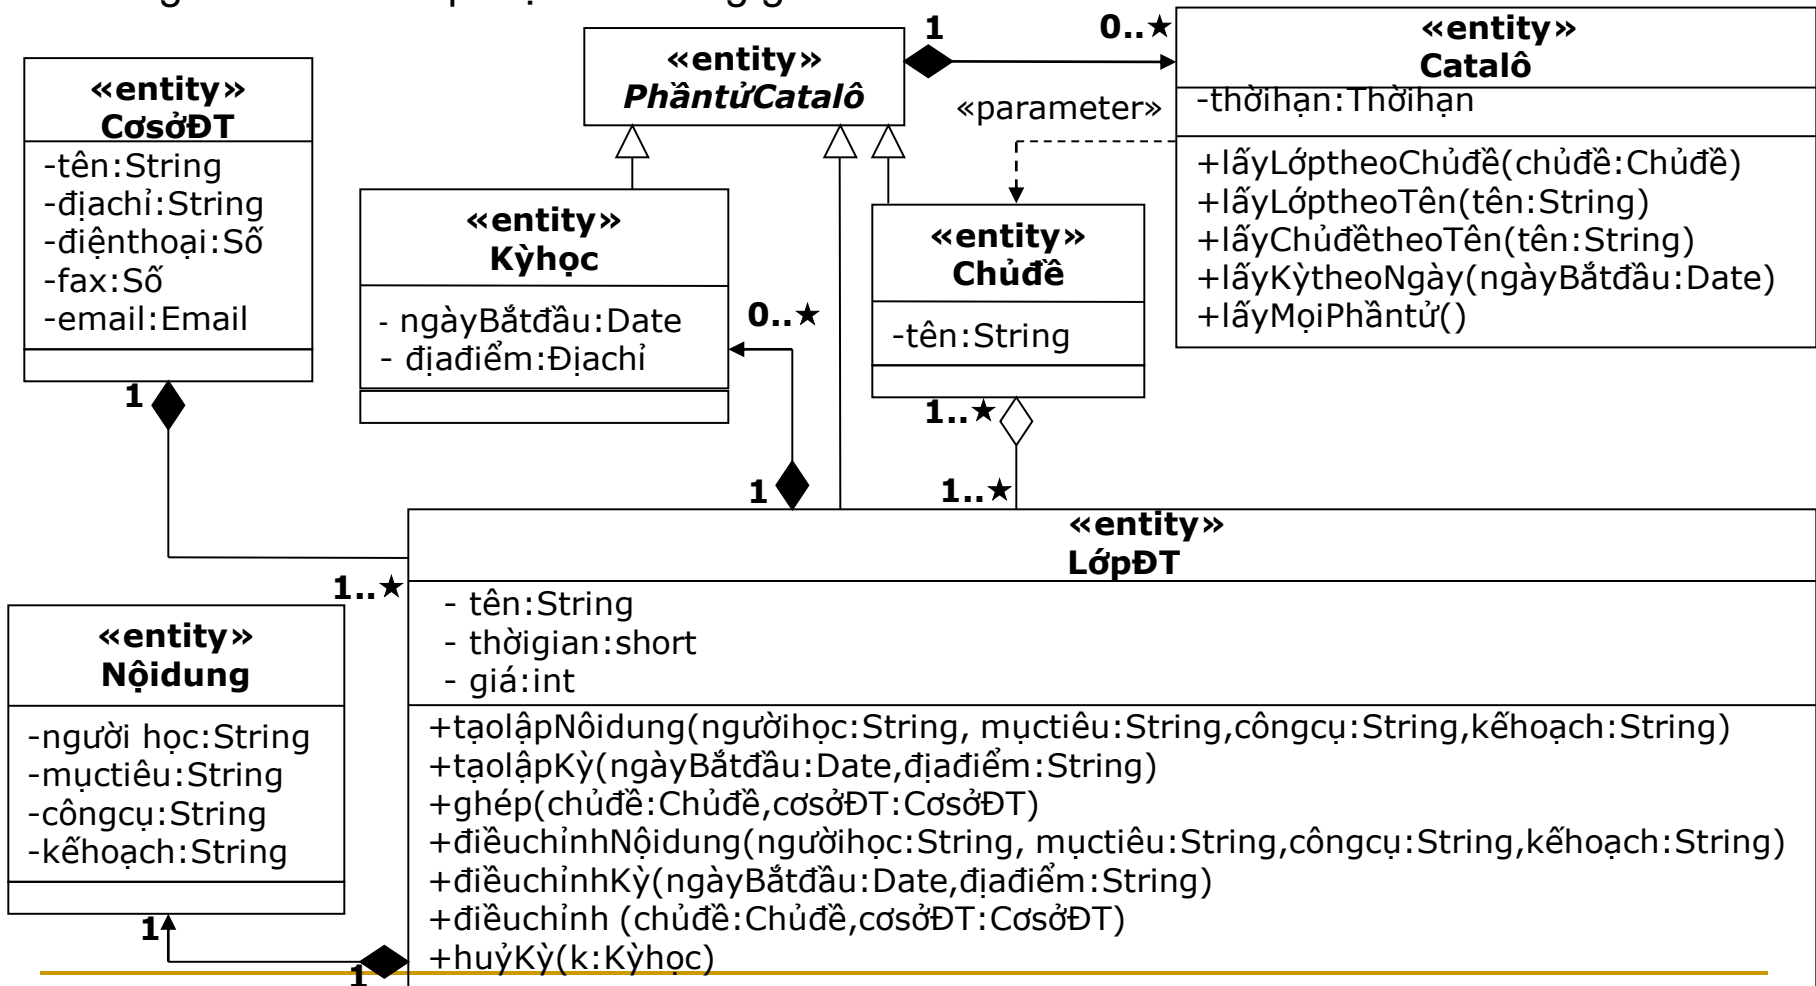 «entity»
CơsởĐT
-tên:String
-địachỉ:String
-điệnthoại:Số
-fax:Số
-email:Email
1
«entity»
PhầntửCatalô
1
0..★
«entity»
Catalô
-thờihạn:Thờihạn
+lấyLớptheoChủđề(chủđề:Chủđề)
+lấyLớptheoTên(tên:String)
+lấyChủđềtheoTên(tên:String)
+lấyKỳtheoNgày(ngàyBắtđầu:Date)
+lấyMọiPhầntử()
«parameter»
«entity»
Kỳhọc
- ngàyBắtđầu:Date
- địađiểm:Địachỉ
0..★
1
«entity»
Chủđề
-tên:String
1..★
1..★
1..★
«entity»
LớpĐT
- tên:String
- thờigian:short
- giá:int
+tạolậpNôidung(ngườihọc:String, mụctiêu:String,côngcụ:String,kếhoạch:String)
+tạolậpKỳ(ngàyBắtđầu:Date,địađiểm:String)
+ghép(chủđề:Chủđề,cơsởĐT:CơsởĐT)
+điềuchỉnhNộidung(ngườihọc:String, mụctiêu:String,côngcụ:String,kếhoạch:String)
+điềuchỉnhKỳ(ngàyBắtđầu:Date,địađiểm:String)
+điềuchỉnh (chủđề:Chủđề,cơsởĐT:CơsởĐT)
+huỷKỳ(k:Kỳhọc)
«entity»
Nộidung
-người học:String
-mụctiêu:String
-côngcụ:String
-kếhoạch:String
1
1